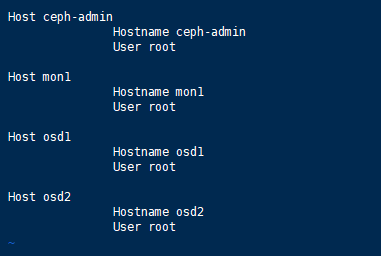 Host ceph-admin
Hostname ceph-admin
User root
Host mon1
Hostname mon1
User root
Host osd1
Hostname osd1
User root
Host osd2
Hostname osd2
User root
~